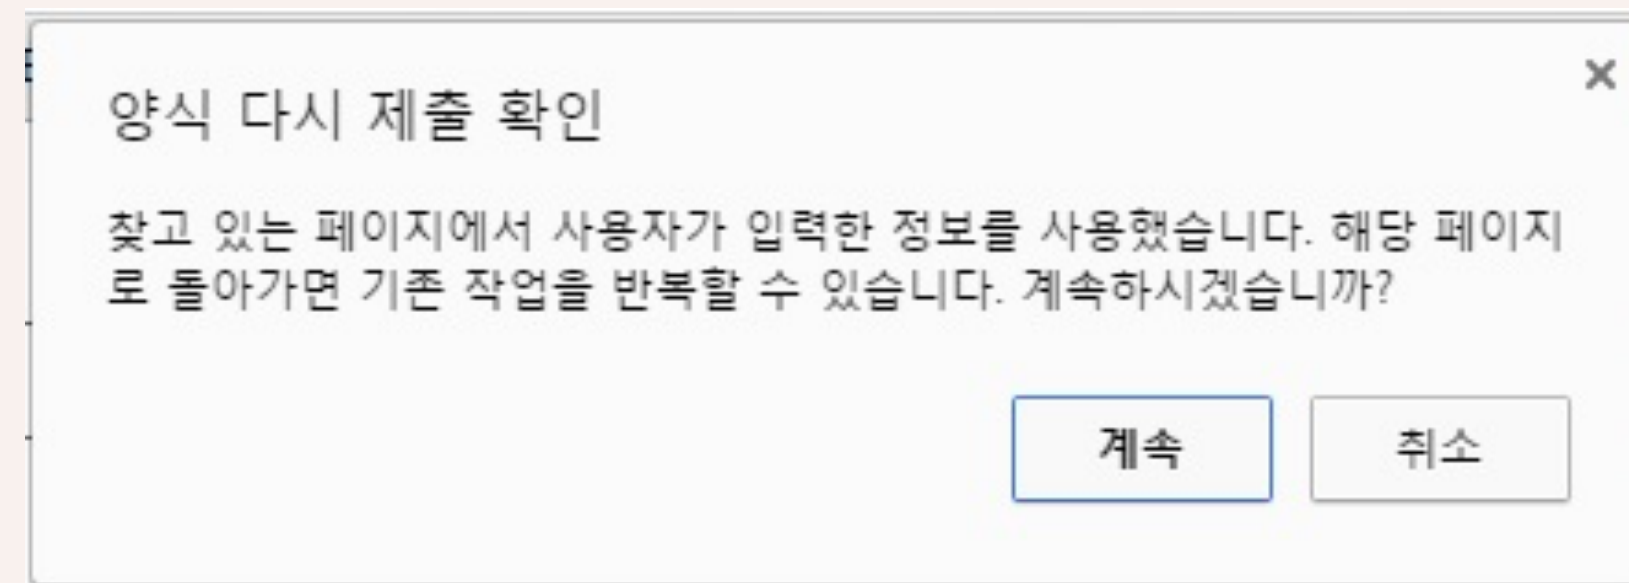 양식 다시 제출 확인
찾고 있는 페이지에서 사용자가 입력한 정보를 사용했습니다. 해당 페이지
로 돌아가면 기존 작업을 반복할 수 있습니다. 계속하시겠습니까?
계속 취소